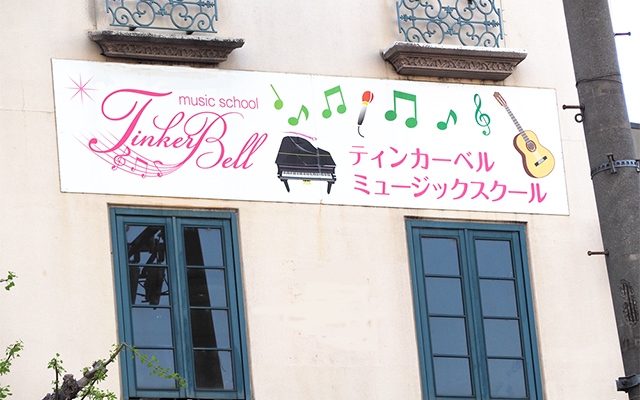 music school
TinkerBell
ティンカーベル
ミュージックスクール